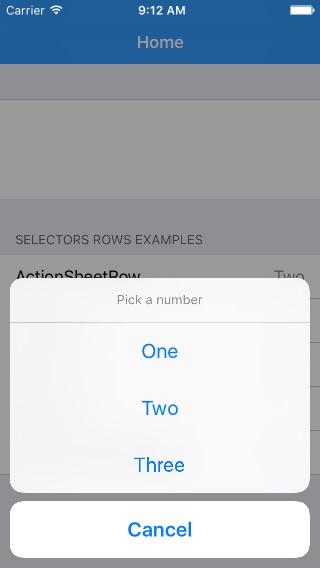 Carrier 9:12 AM
Home
SELECTORS ROWS EXAMPLES
ActionSheetRow Two
Pick a number
One
Two
Three
Cancel